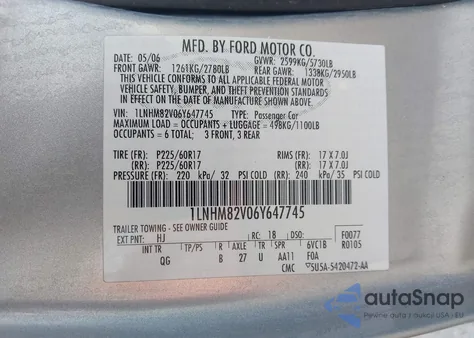 MFD. BY FORD MOTOR CO.
DATE: 05/06 GVWR: 2599KG/5730LB
FRONT GAWR: 1261KG/2780LB REAR GAWR: 1338KG/2950LB
THIS VEHICLE CONFORMS TO ALL APPLICABLE FEDERAL MOTOR
VEHICLE SAFETY, BUMPER, AND THEFT PREVENTION STANDARDS
IN EFFECT ON THE DATE OF MANUFACTURE SHOWN ABOVE.
VIN: 1LNHM82V06Y647745 TYPE: Passenger Car
MAXIMUM LOAD = OCCUPANTS + LUGGAGE = 498KG/1100LB
OCCUPANTS = 6 TOTAL; 3 FRONT, 3 REAR
TIRE (FR): P225/60R17 RIMS (FR): 17 X 7.0J
(RR): P225/60R17 (RR): 17 X 7.0J
PRESSURE (FR) 220 kPa/ 32 PSI COLD (RR) 240 kPa/ 35 PSI COLD
1LNHM82V06Y647745
TRAILER TOWING - SEE OWNER GUIDE
EXT PNT: HJ RC: 18 DSO: F0077
INT TR TP/PS R AXLE TR SPR 6VC1B R0105
QG B 27 U AA11 FOA
CMC 5U5A-5420472-AA
autoSnap